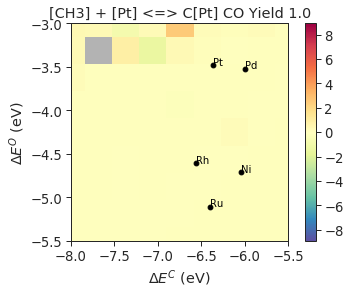 [CH3] + [Pt] <=> C[Pt] CO Yield 1.0
−3.0
−3.5
−4.0
−4.5
−5.0
−5.5
ΔE^O (eV)
Pt
Pd
Rh
Ni
Ru
−8.0 −7.5 −7.0 −6.5 −6.0 −5.5
ΔE^C (eV)
8
6
4
2
0
−2
−4
−6
−8